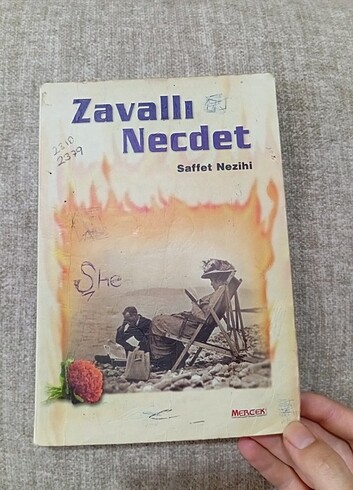 Zavallı
Necdet
Saffet Nezihi
2310
2379
She
MERCEK